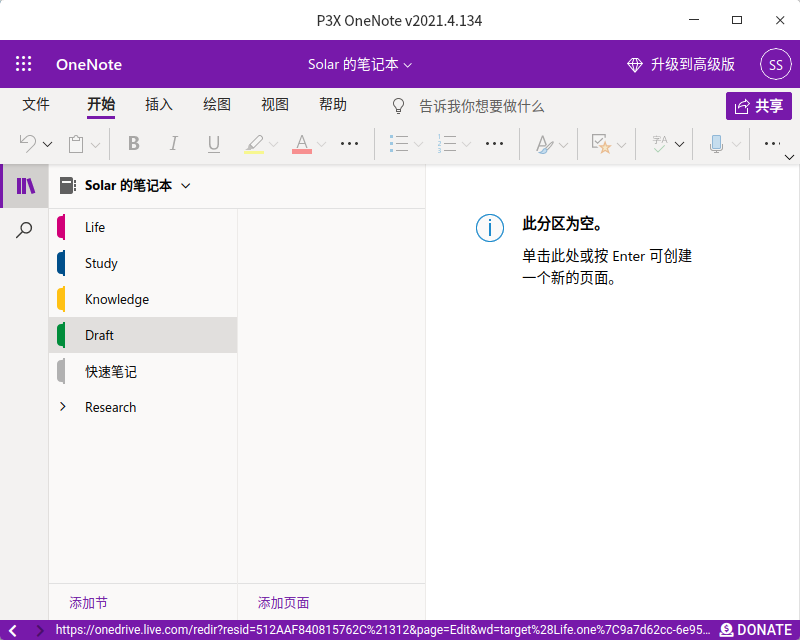 P3X OneNote v2021.4.134
OneNote
Solar 的笔记本
升级到高级版
SS
文件 开始 插入 绘图 视图 帮助 告诉我你想要做什么 共享
B I U A 字A
Solar 的笔记本
Life
Study
Knowledge
Draft
快速笔记
Research
此分区为空。
单击此处或按 Enter 可创建
一个新的页面。
添加节 添加页面
https://onedrive.live.com/redir?resid=512AAF840815762C%21312&page=Edit&wd=target%28Life.one%7C9a7d62cc-6e95... DONATE